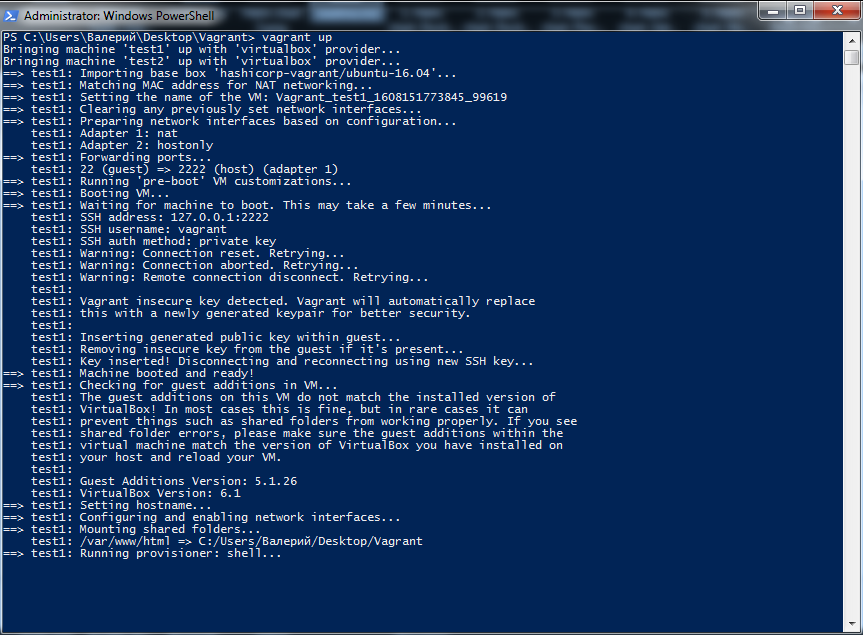 Administrator: Windows PowerShell
PS C:\Users\Валерий\Desktop\Vagrant> vagrant up
Bringing machine 'test1' up with 'virtualbox' provider...
Bringing machine 'test2' up with 'virtualbox' provider...
==> test1: Importing base box 'hashicorp-vagrant/ubuntu-16.04'...
==> test1: Matching MAC address for NAT networking...
==> test1: Setting the name of the VM: Vagrant_test1_1608151773845_99619
==> test1: Clearing any previously set network interfaces...
==> test1: Preparing network interfaces based on configuration...
    test1: Adapter 1: nat
    test1: Adapter 2: hostonly
==> test1: Forwarding ports...
    test1: 22 (guest) => 2222 (host) (adapter 1)
==> test1: Running 'pre-boot' VM customizations...
==> test1: Booting VM...
==> test1: Waiting for machine to boot. This may take a few minutes...
    test1: SSH address: 127.0.0.1:2222
    test1: SSH username: vagrant
    test1: SSH auth method: private key
    test1: Warning: Connection reset. Retrying...
    test1: Warning: Connection aborted. Retrying...
    test1: Warning: Remote connection disconnect. Retrying...
    test1:
    test1: Vagrant insecure key detected. Vagrant will automatically replace
    test1: this with a newly generated keypair for better security.
    test1:
    test1: Inserting generated public key within guest...
    test1: Removing insecure key from the guest if it's present...
    test1: Key inserted! Disconnecting and reconnecting using new SSH key...
==> test1: Machine booted and ready!
==> test1: Checking for guest additions in VM...
    test1: The guest additions on this VM do not match the installed version of
    test1: VirtualBox! In most cases this is fine, but in rare cases it can
    test1: prevent things such as shared folders from working properly. If you see
    test1: shared folder errors, please make sure the guest additions within the
    test1: virtual machine match the version of VirtualBox you have installed on
    test1: your host and reload your VM.
    test1:
    test1: Guest Additions Version: 5.1.26
    test1: VirtualBox Version: 6.1
==> test1: Setting hostname...
==> test1: Configuring and enabling network interfaces...
==> test1: Mounting shared folders...
    test1: /var/www/html => C:/Users/Валерий/Desktop/Vagrant
==> test1: Running provisioner: shell...